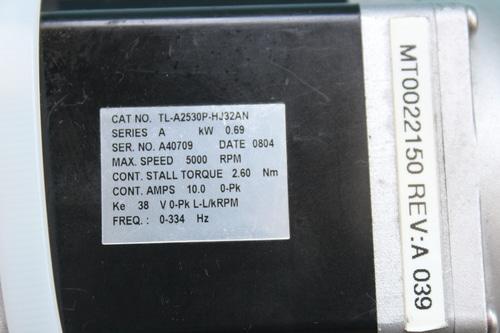 CAT NO. TL-A2530P-HJ32AN
SERIES A kW 0.69
SER. NO. A40709 DATE 0804
MAX. SPEED 5000 RPM
CONT. STALL TORQUE 2.60 Nm
CONT. AMPS 10.0 0-Pk
Ke 38 V 0-Pk L-L/kRPM
FREQ. : 0-334 Hz
MT0022150 REV:A 039